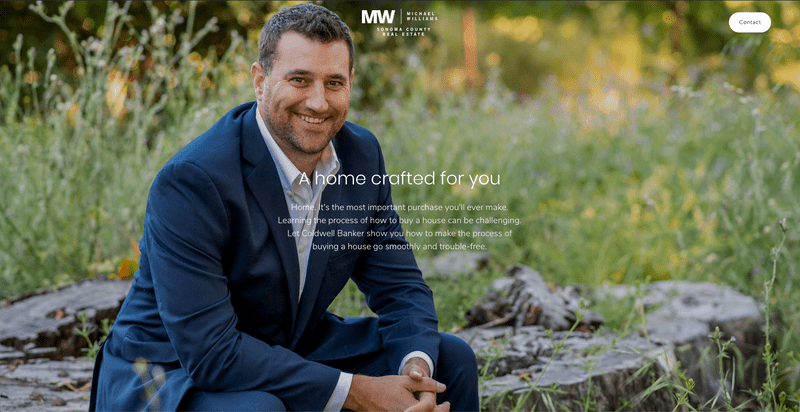 MW | MICHAEL WILLIAMS
SONOMA COUNTY
REAL ESTATE
Contact
A home crafted for you
Home. It's the most important purchase you'll ever make.
Learning the process of how to buy a house can be challenging.
Let Coldwell Banker show you how to make the process of
buying a house go smoothly and trouble-free.